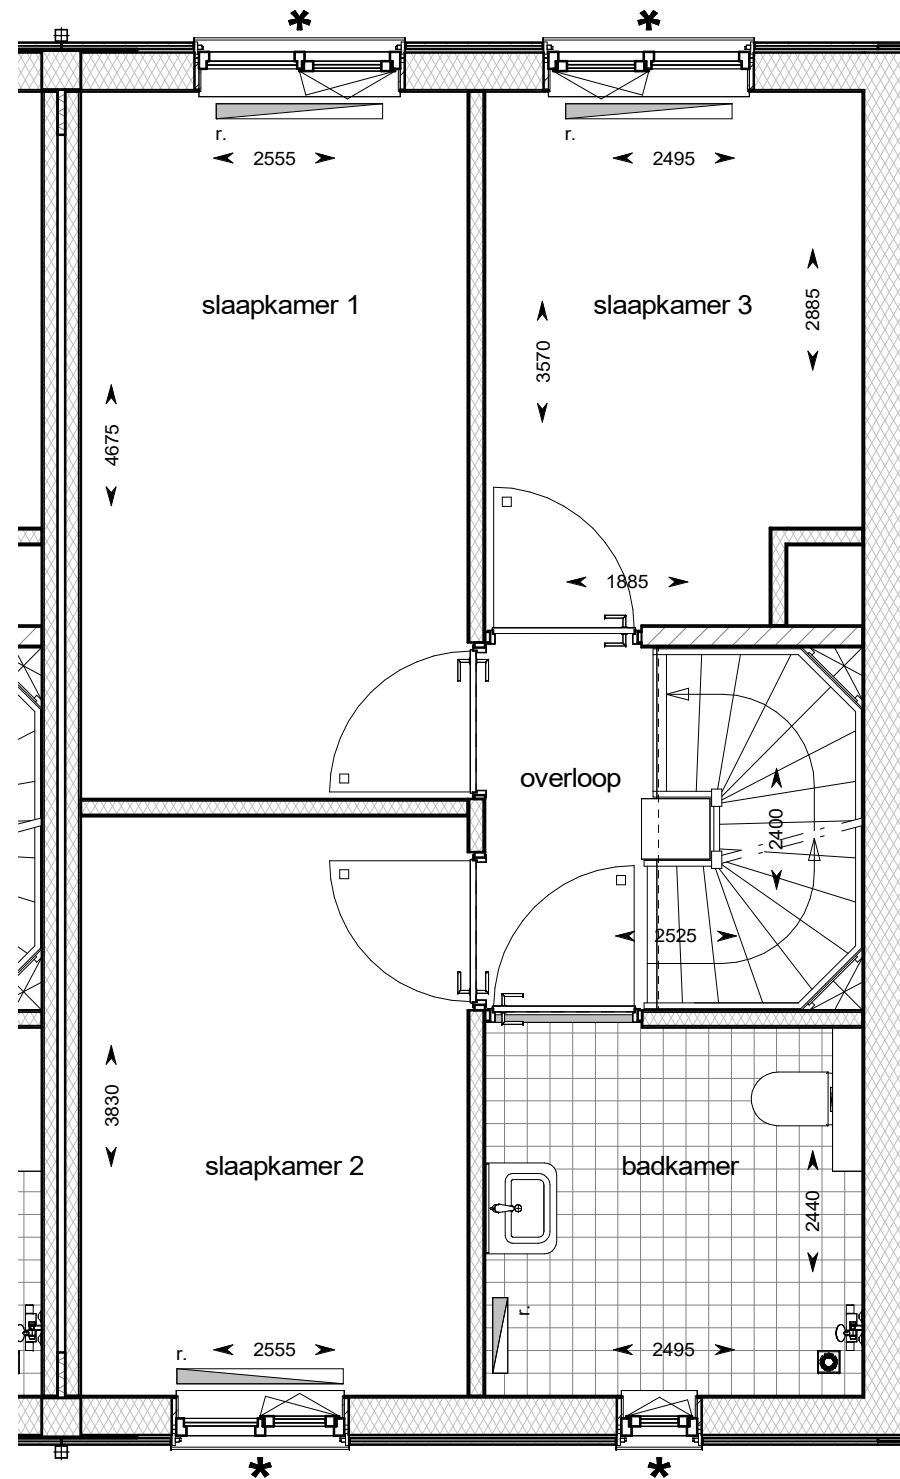 *
*
r.
2555
r.
2495
slaapkamer 1
slaapkamer 3
2885
3570
4675
1885
overloop
2400
2525
3830
slaapkamer 2
badkamer
2440
r.
r.
2555
2495
*
*